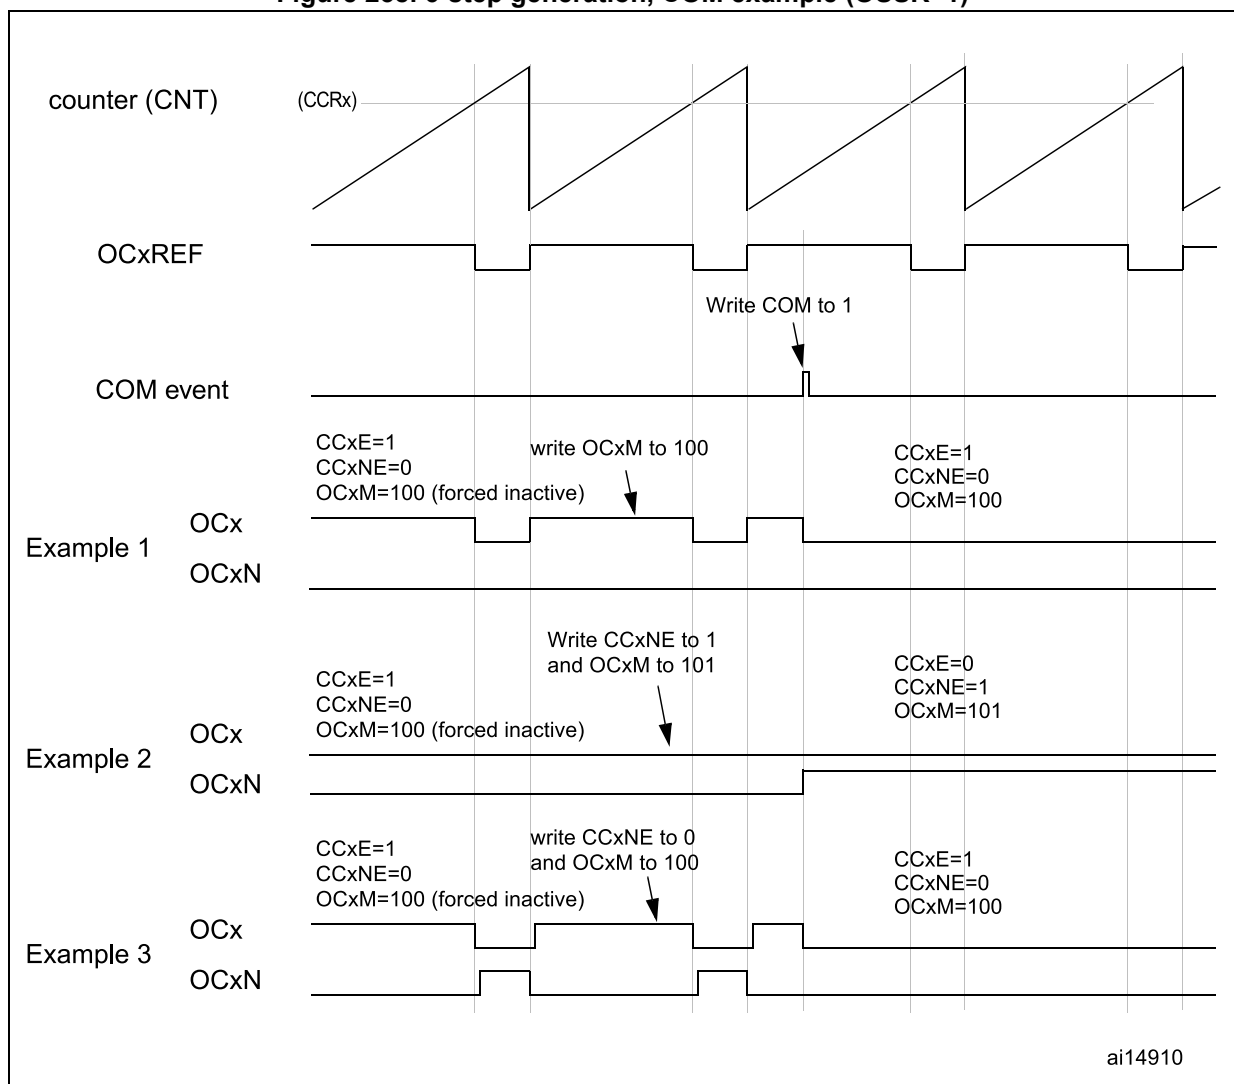 counter (CNT)
(CCRx)
OCxREF
Write COM to 1
COM event
CCxE=1
CCxNE=0
OCxM=100 (forced inactive)
write OCxM to 100
CCxE=1
CCxNE=0
OCxM=100
Example 1
OCx
OCxN
Write CCxNE to 1
and OCxM to 101
CCxE=1
CCxNE=0
OCxM=100 (forced inactive)
CCxE=0
CCxNE=1
OCxM=101
Example 2
OCx
OCxN
write CCxNE to 0
and OCxM to 100
CCxE=1
CCxNE=0
OCxM=100 (forced inactive)
CCxE=1
CCxNE=0
OCxM=100
Example 3
OCx
OCxN
ai14910